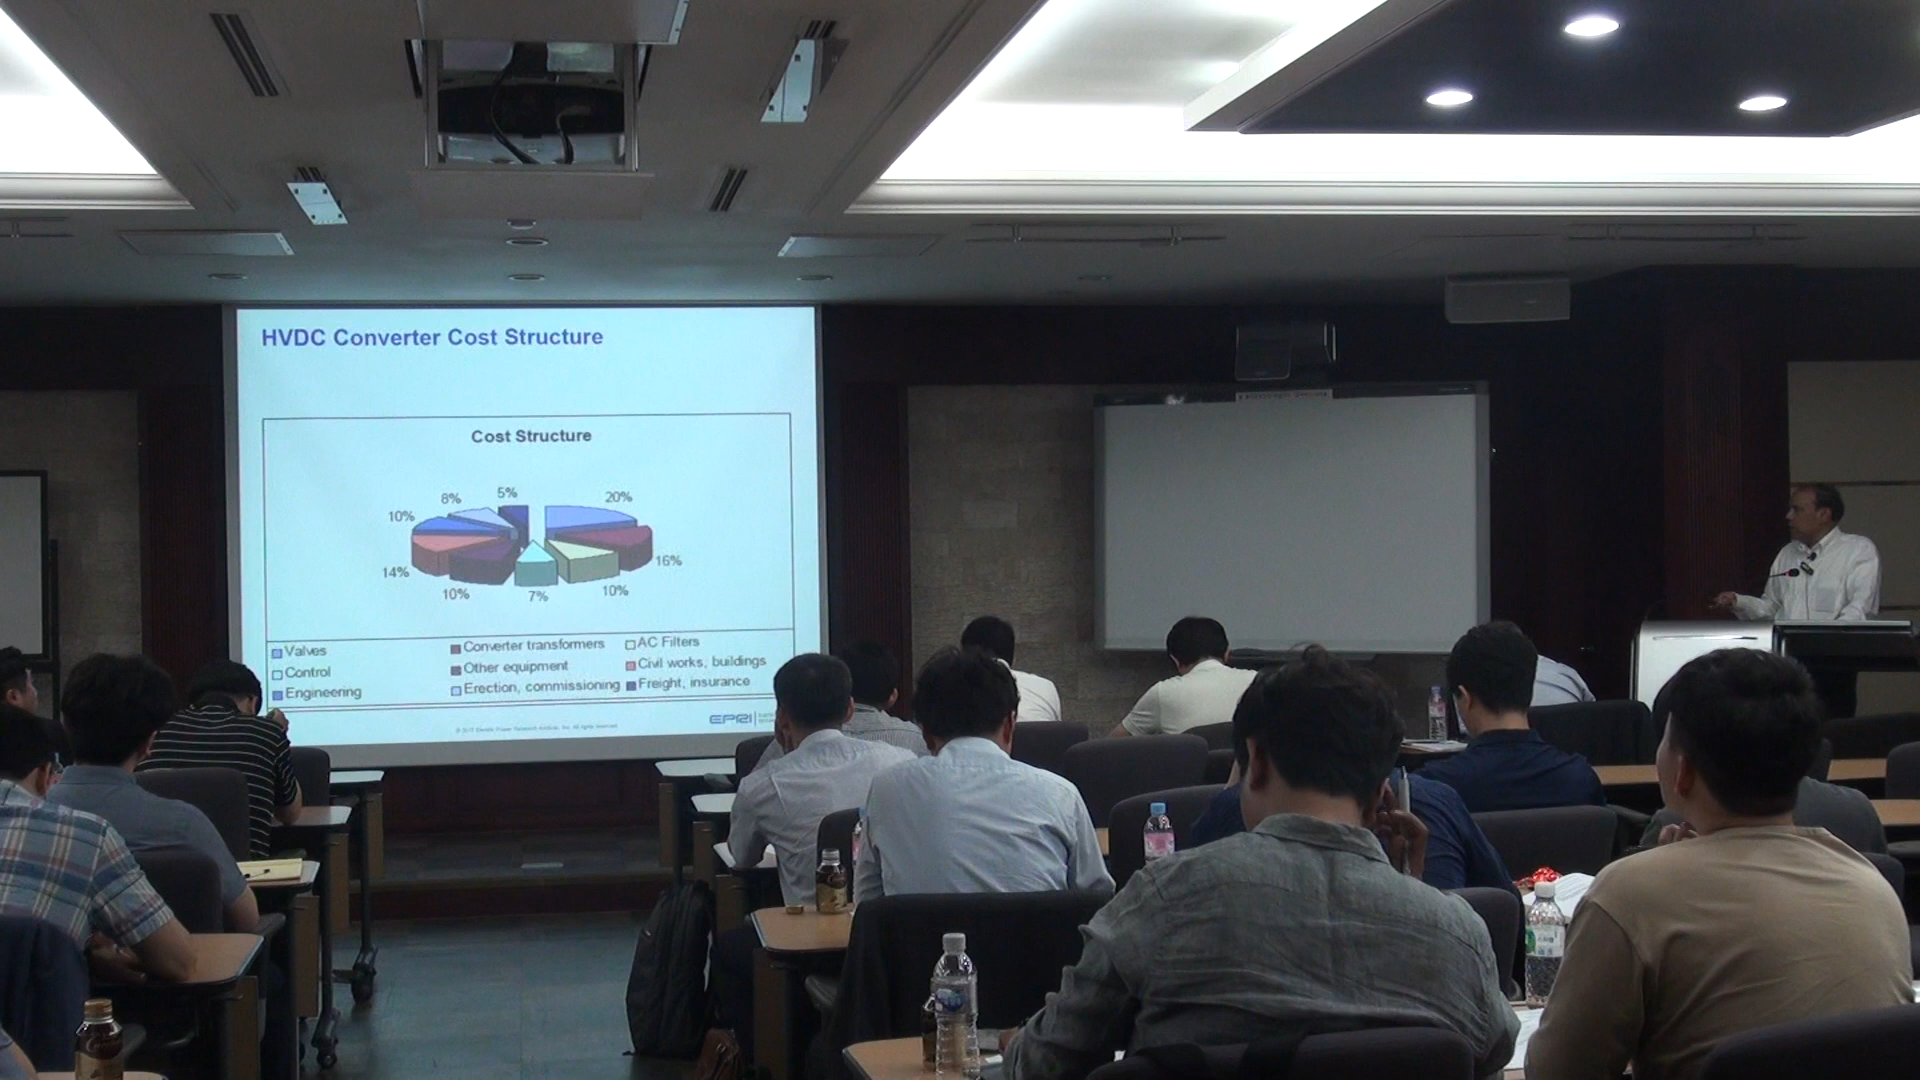 HVDC Converter Cost Structure
Cost Structure
8%
5%
20%
10%
16%
14%
10%
7%
10%
Valves
Converter transformers
AC Filters
Control
Other equipment
Civil works, buildings
Engineering
Erection, commissioning
Freight, insurance
EPRI